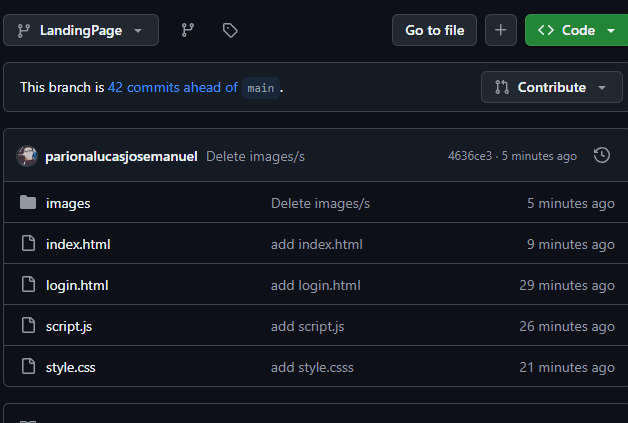 LandingPage Go to file Code
This branch is 42 commits ahead of main. Contribute
parionalucasjosemanuel Delete images/s 4636ce3 · 5 minutes ago
images Delete images/s 5 minutes ago
index.html add index.html 9 minutes ago
login.html add login.html 29 minutes ago
script.js add script.js 26 minutes ago
style.css add style.csss 21 minutes ago